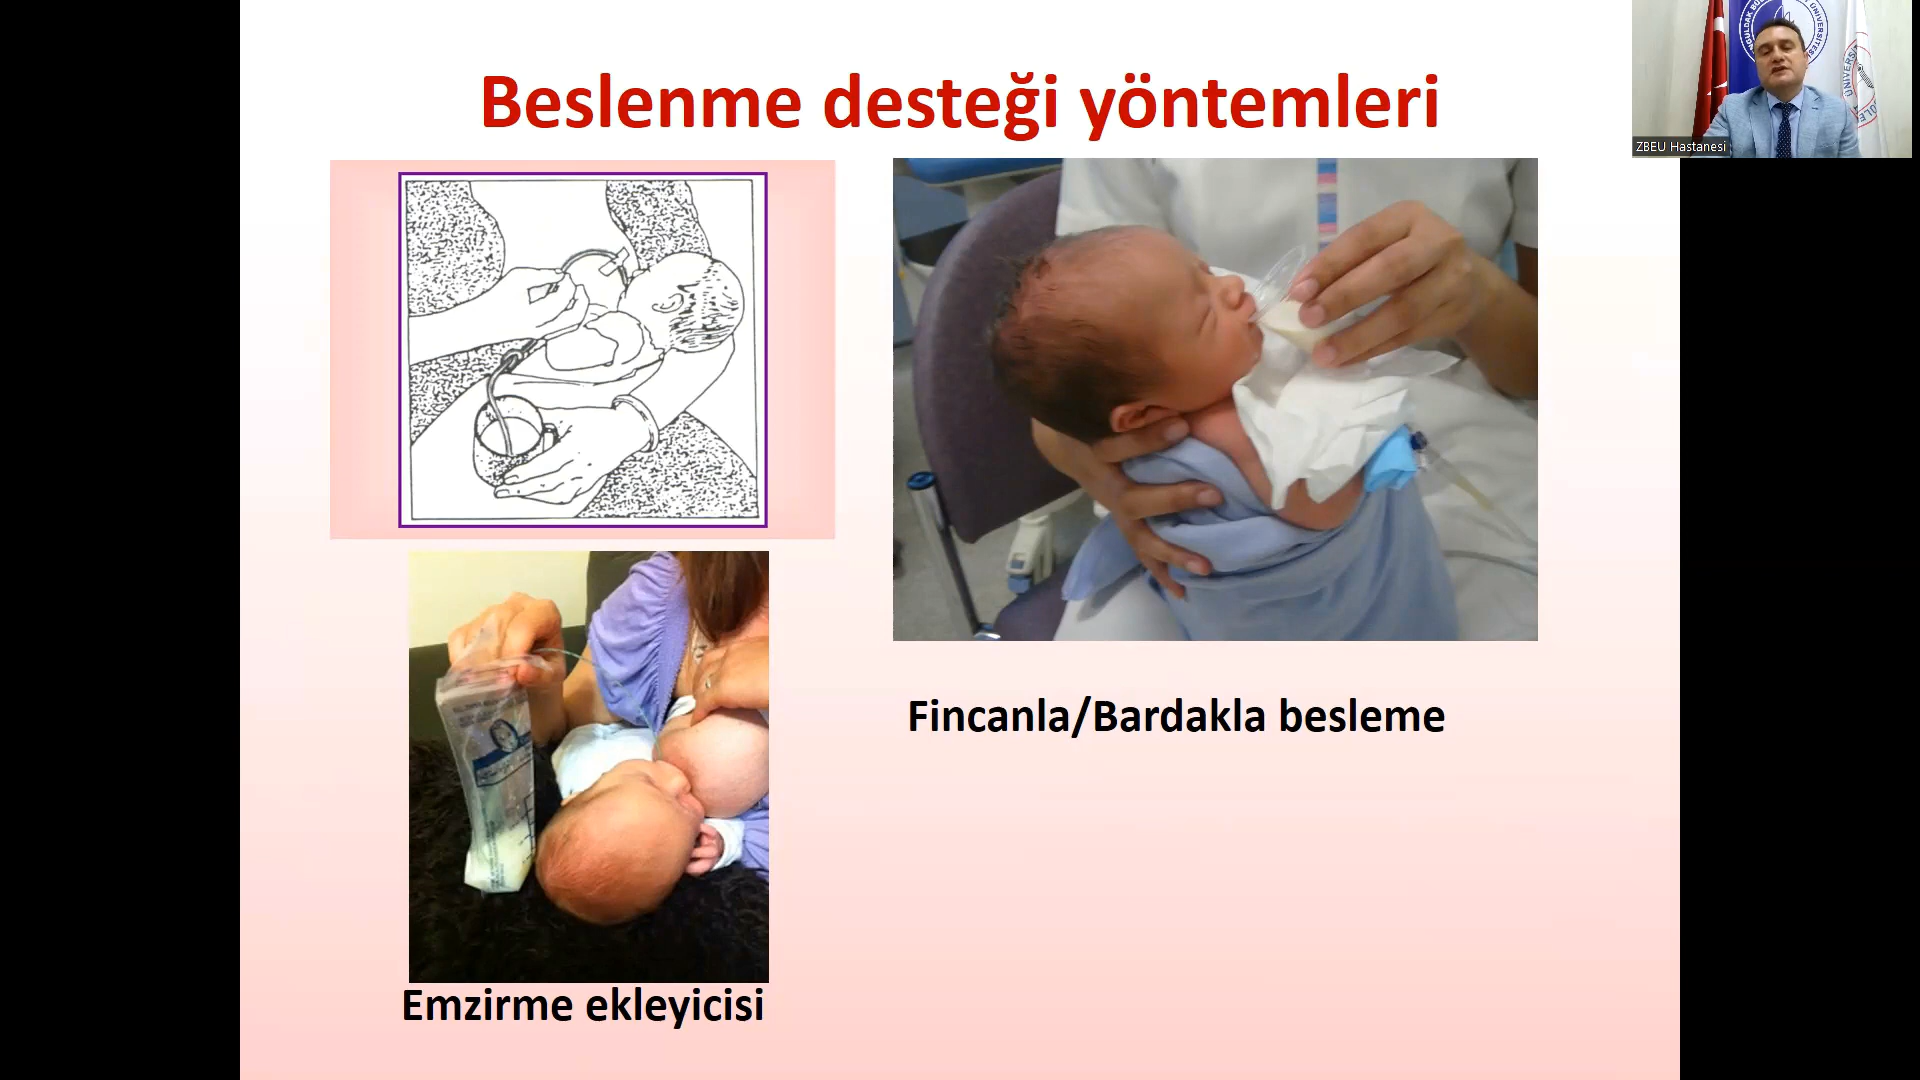 Beslenme desteği yöntemleri
ZBEU Hastanesi
Fincanla/Bardakla besleme
Emzirme ekleyicisi